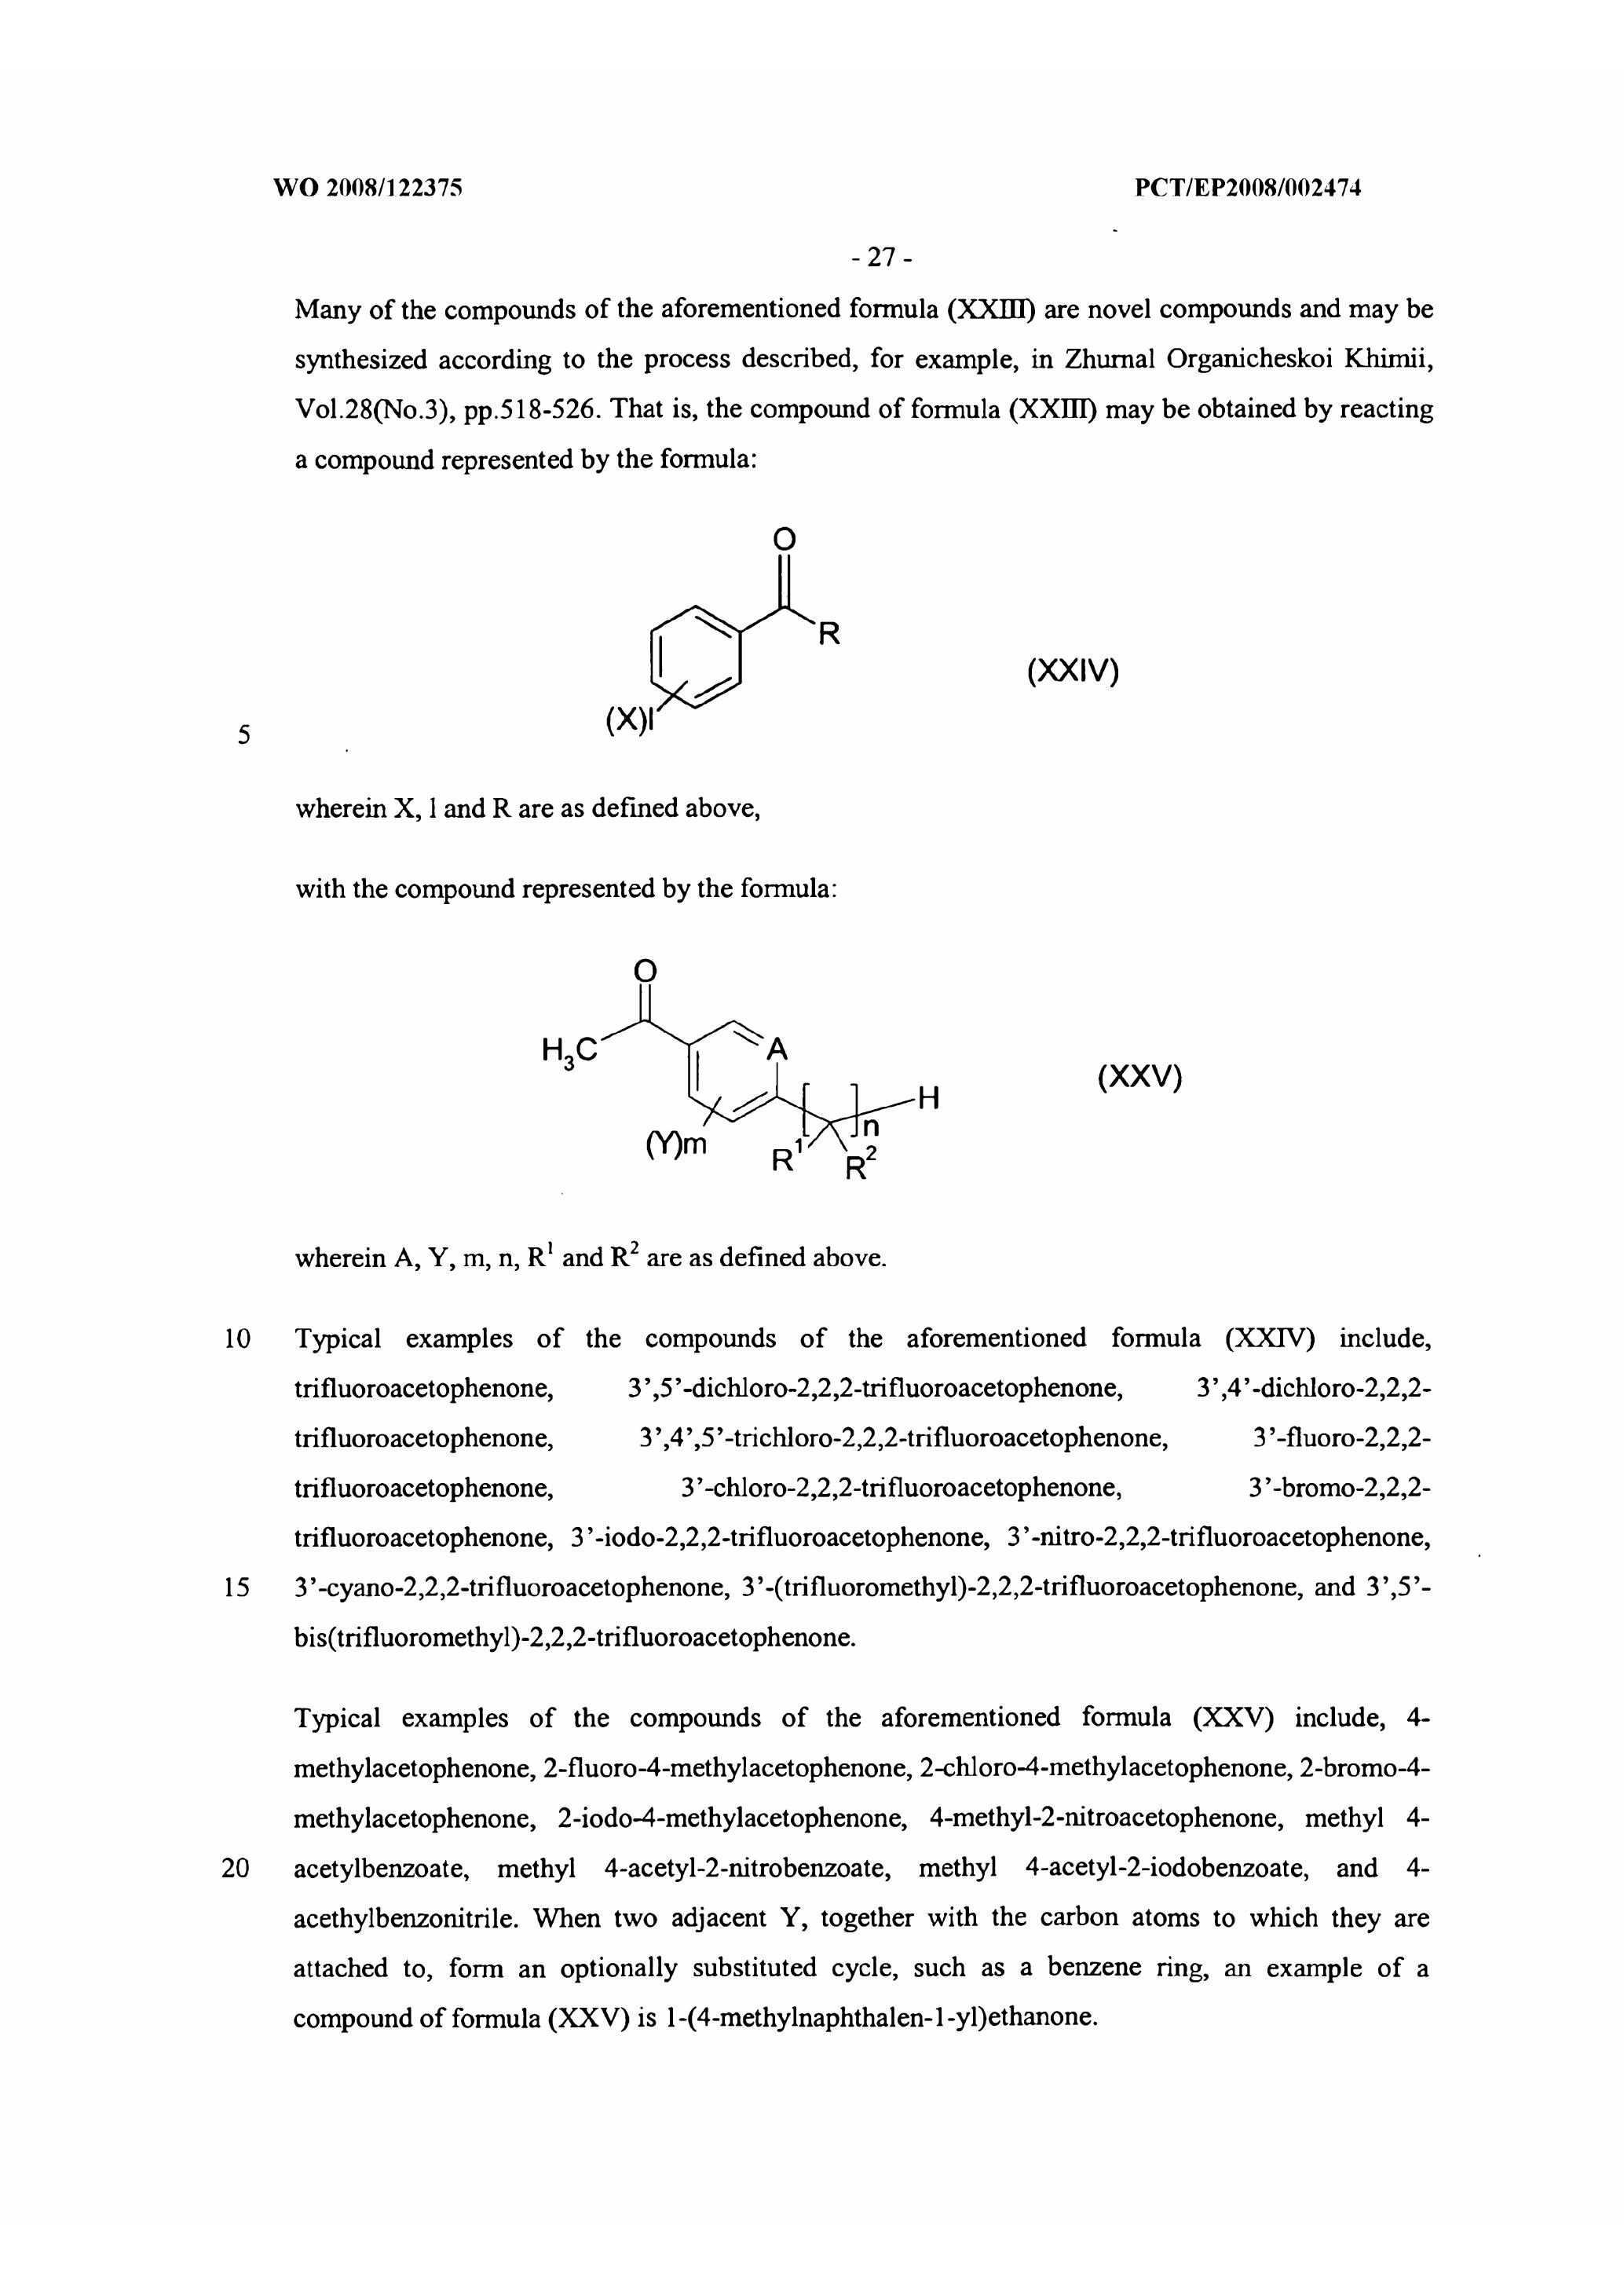 WO 2008/122375 PCT/EP2008/002474
- 27 -
Many of the compounds of the aforementioned formula (XXIII) are novel compounds and may be
synthesized according to the process described, for example, in Zhurnal Organicheskoi Khimii,
Vol.28(No.3), pp.518-526. That is, the compound of formula (XXIII) may be obtained by reacting
a compound represented by the formula:
O
R
(XXIV)
(X)l
5
wherein X, l and R are as defined above,
with the compound represented by the formula:
O
H3C
A
(XXV)
H
n
(Y)m
R1
R2
wherein A, Y, m, n, R1 and R2 are as defined above.
10 Typical examples of the compounds of the aforementioned formula (XXIV) include,
trifluoroacetophenone, 3’,5’-dichloro-2,2,2-trifluoroacetophenone, 3’,4’-dichloro-2,2,2-
trifluoroacetophenone, 3’,4’,5’-trichloro-2,2,2-trifluoroacetophenone, 3’-fluoro-2,2,2-
trifluoroacetophenone, 3’-chloro-2,2,2-trifluoroacetophenone, 3’-bromo-2,2,2-
trifluoroacetophenone, 3’-iodo-2,2,2-trifluoroacetophenone, 3’-nitro-2,2,2-trifluoroacetophenone,
15 3’-cyano-2,2,2-trifluoroacetophenone, 3’-(trifluoromethyl)-2,2,2-trifluoroacetophenone, and 3’,5’-
bis(trifluoromethyl)-2,2,2-trifluoroacetophenone.
Typical examples of the compounds of the aforementioned formula (XXV) include, 4-
methylacetophenone, 2-fluoro-4-methylacetophenone, 2-chloro-4-methylacetophenone, 2-bromo-4-
methylacetophenone, 2-iodo-4-methylacetophenone, 4-methyl-2-nitroacetophenone, methyl 4-
20 acetylbenzoate, methyl 4-acetyl-2-nitrobenzoate, methyl 4-acetyl-2-iodobenzoate, and 4-
acethylbenzonitrile. When two adjacent Y, together with the carbon atoms to which they are
attached to, form an optionally substituted cycle, such as a benzene ring, an example of a
compound of formula (XXV) is 1-(4-methylnaphthalen-1-yl)ethanone.